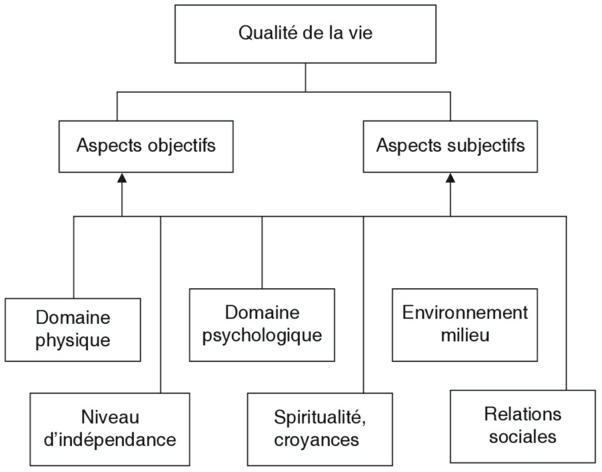 Qualité de la vie
Aspects objectifs
Aspects subjectifs
Domaine
physique
Domaine
psychologique
Environnement
milieu
Niveau
d'indépendance
Spiritualité,
croyances
Relations
sociales